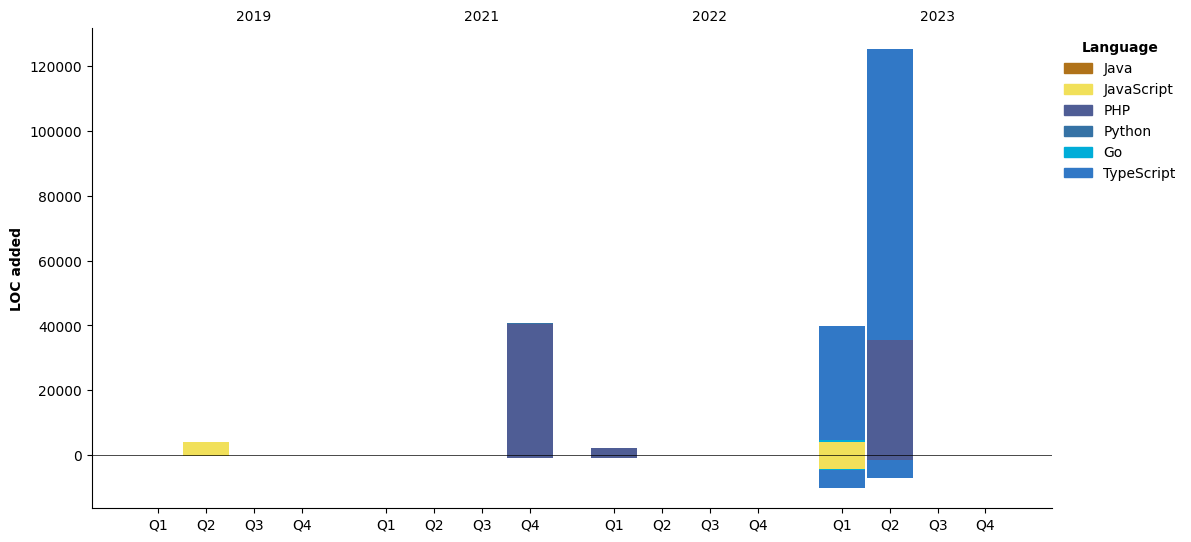 2019 2021 2022 2023
LOC added
120000
100000
80000
60000
40000
20000
0
Q1 Q2 Q3 Q4 Q1 Q2 Q3 Q4 Q1 Q2 Q3 Q4 Q1 Q2 Q3 Q4
Language
Java
JavaScript
PHP
Python
Go
TypeScript